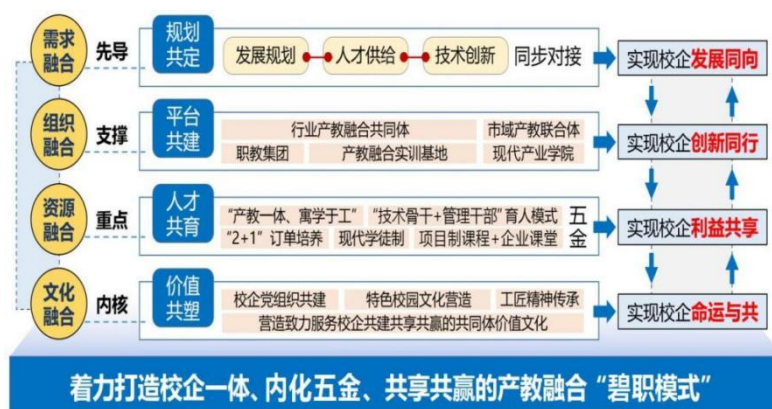 需求
融合
先导
规划
共定
发展规划 人才供给 技术创新 同步对接
实现校企发展同向
组织
融合
支撑
平台
共建
行业产教融合共同体 市域产教联合体
职教集团 产教融合实训基地 现代产业学院
实现校企创新同行
资源
融合
重点
人才
共育
“产教一体、寓学于工” “技术骨干+管理干部”育人模式
“2+1”订单培养 现代学徒制 项目制课程+企业课堂
五
金
实现校企利益共享
文化
融合
内核
价值
共塑
校企党组织共建 特色校园文化营造 工匠精神传承
营造致力服务校企共建共享共赢的共同体价值文化
实现校企命运与共
着力打造校企一体、内化五金、共享共赢的产教融合“碧职模式”